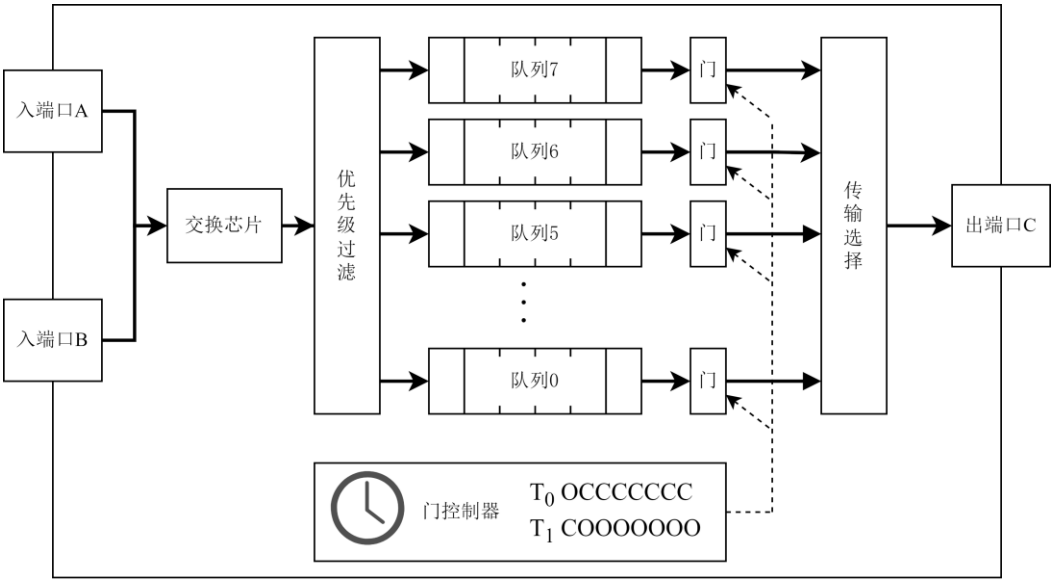 入端口A
入端口B
交换芯片
优先级过滤
队列7
门
队列6
门
队列5
门
队列0
门
传输选择
出端口C
门控制器
T0 OCCCCCCC
T1 COOOOOOO